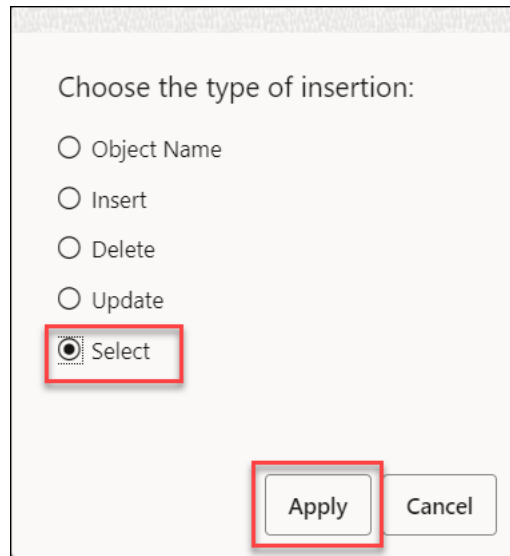 Choose the type of insertion:
Object Name
Insert
Delete
Update
Select
Apply Cancel